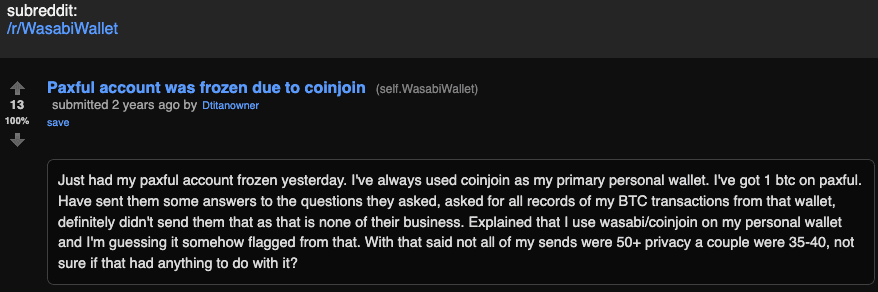 subreddit:
/r/WasabiWallet
Paxful account was frozen due to coinjoin (self.WasabiWallet)
13 submitted 2 years ago by Dtitanowner
100% save
Just had my paxful account frozen yesterday. I've always used coinjoin as my primary personal wallet. I've got 1 btc on paxful.
Have sent them some answers to the questions they asked, asked for all records of my BTC transactions from that wallet,
definitely didn't send them that as that is none of their business. Explained that I use wasabi/coinjoin on my personal wallet
and I'm guessing it somehow flagged from that. With that said not all of my sends were 50+ privacy a couple were 35-40, not
sure if that had anything to do with it?